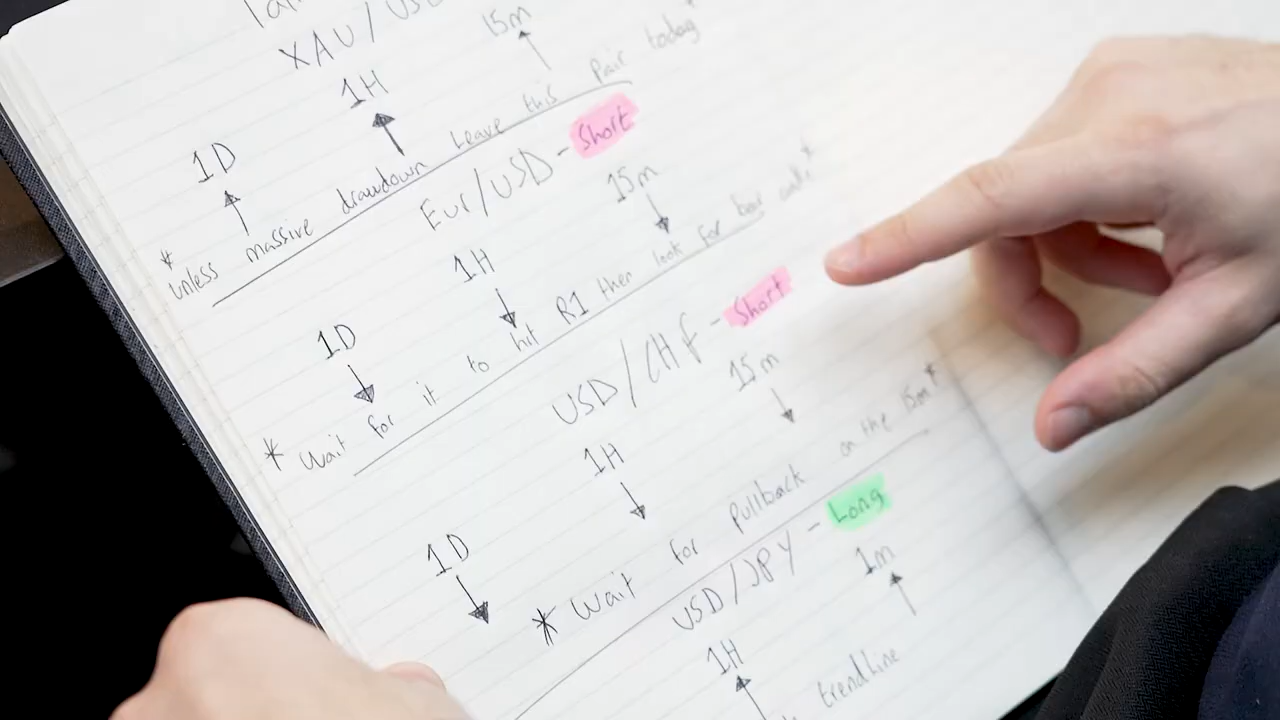 XAU/USD
1D 1H 15m
*unless massive drawdown leave this pair today*
Eur/USD - Short
1D 1H 15m
* Wait for it to hit R1 then look for
USD/CHF - Short
1D 1H 15m
* Wait for pullback on the 15m*
USD/JPY - Long
1H 1m
trendline